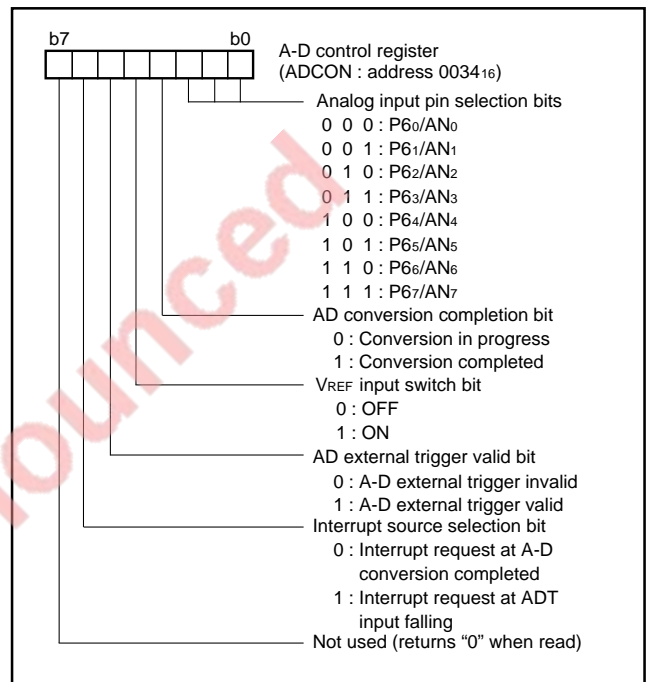 b7 b0
A-D control register
(ADCON : address 0034₁₆)
Analog input pin selection bits
0 0 0 : P6₀/AN₀
0 0 1 : P6₁/AN₁
0 1 0 : P6₂/AN₂
0 1 1 : P6₃/AN₃
1 0 0 : P6₄/AN₄
1 0 1 : P6₅/AN₅
1 1 0 : P6₆/AN₆
1 1 1 : P6₇/AN₇
AD conversion completion bit
0 : Conversion in progress
1 : Conversion completed
VREF input switch bit
0 : OFF
1 : ON
AD external trigger valid bit
0 : A-D external trigger invalid
1 : A-D external trigger valid
Interrupt source selection bit
0 : Interrupt request at A-D
conversion completed
1 : Interrupt request at ADT
input falling
Not used (returns “0” when read)
ounced